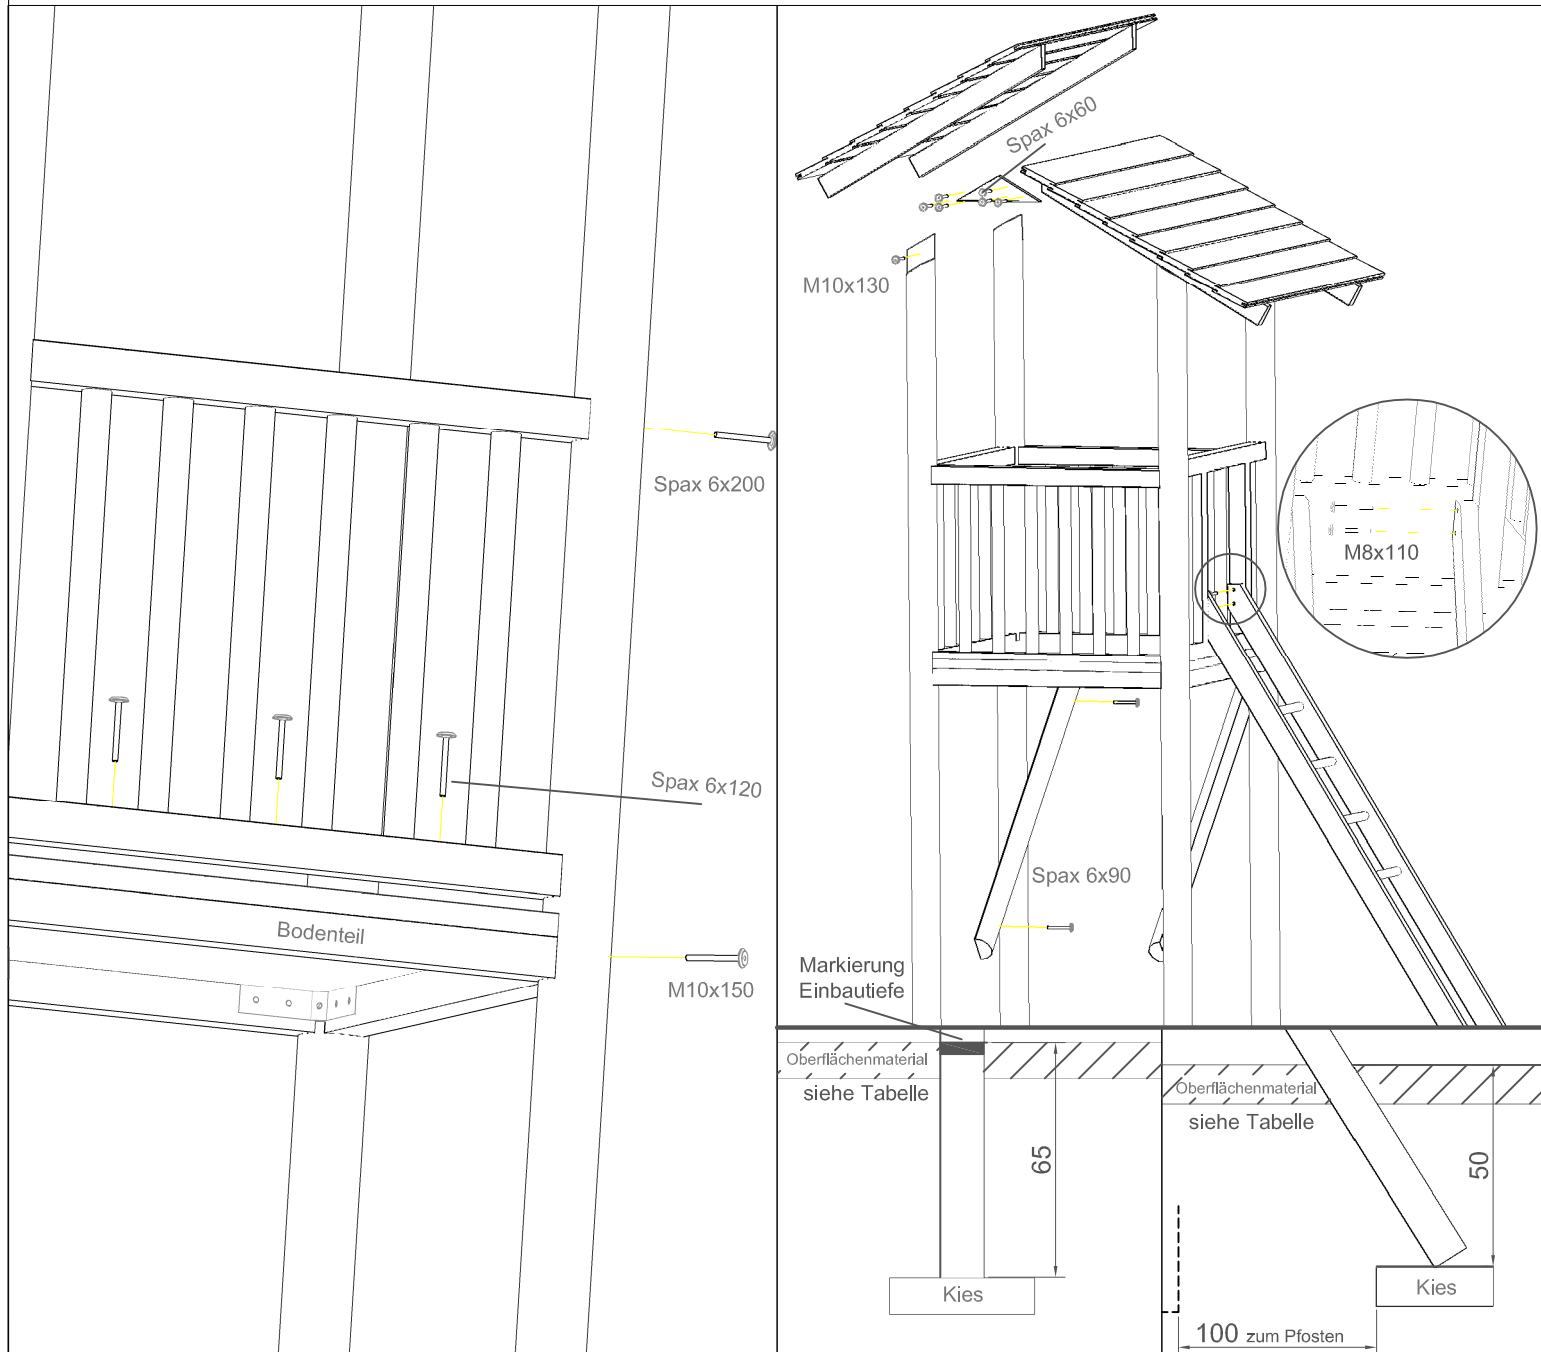 Spax 6x200
Spax 6x120
Bodenteil
M10x150
Spax 6x60
M10x130
M8x110
Spax 6x90
Markierung
Einbautiefe
Oberflächenmaterial
siehe Tabelle
65
Kies
Oberflächenmaterial
siehe Tabelle
50
Kies
100 zum Pfosten